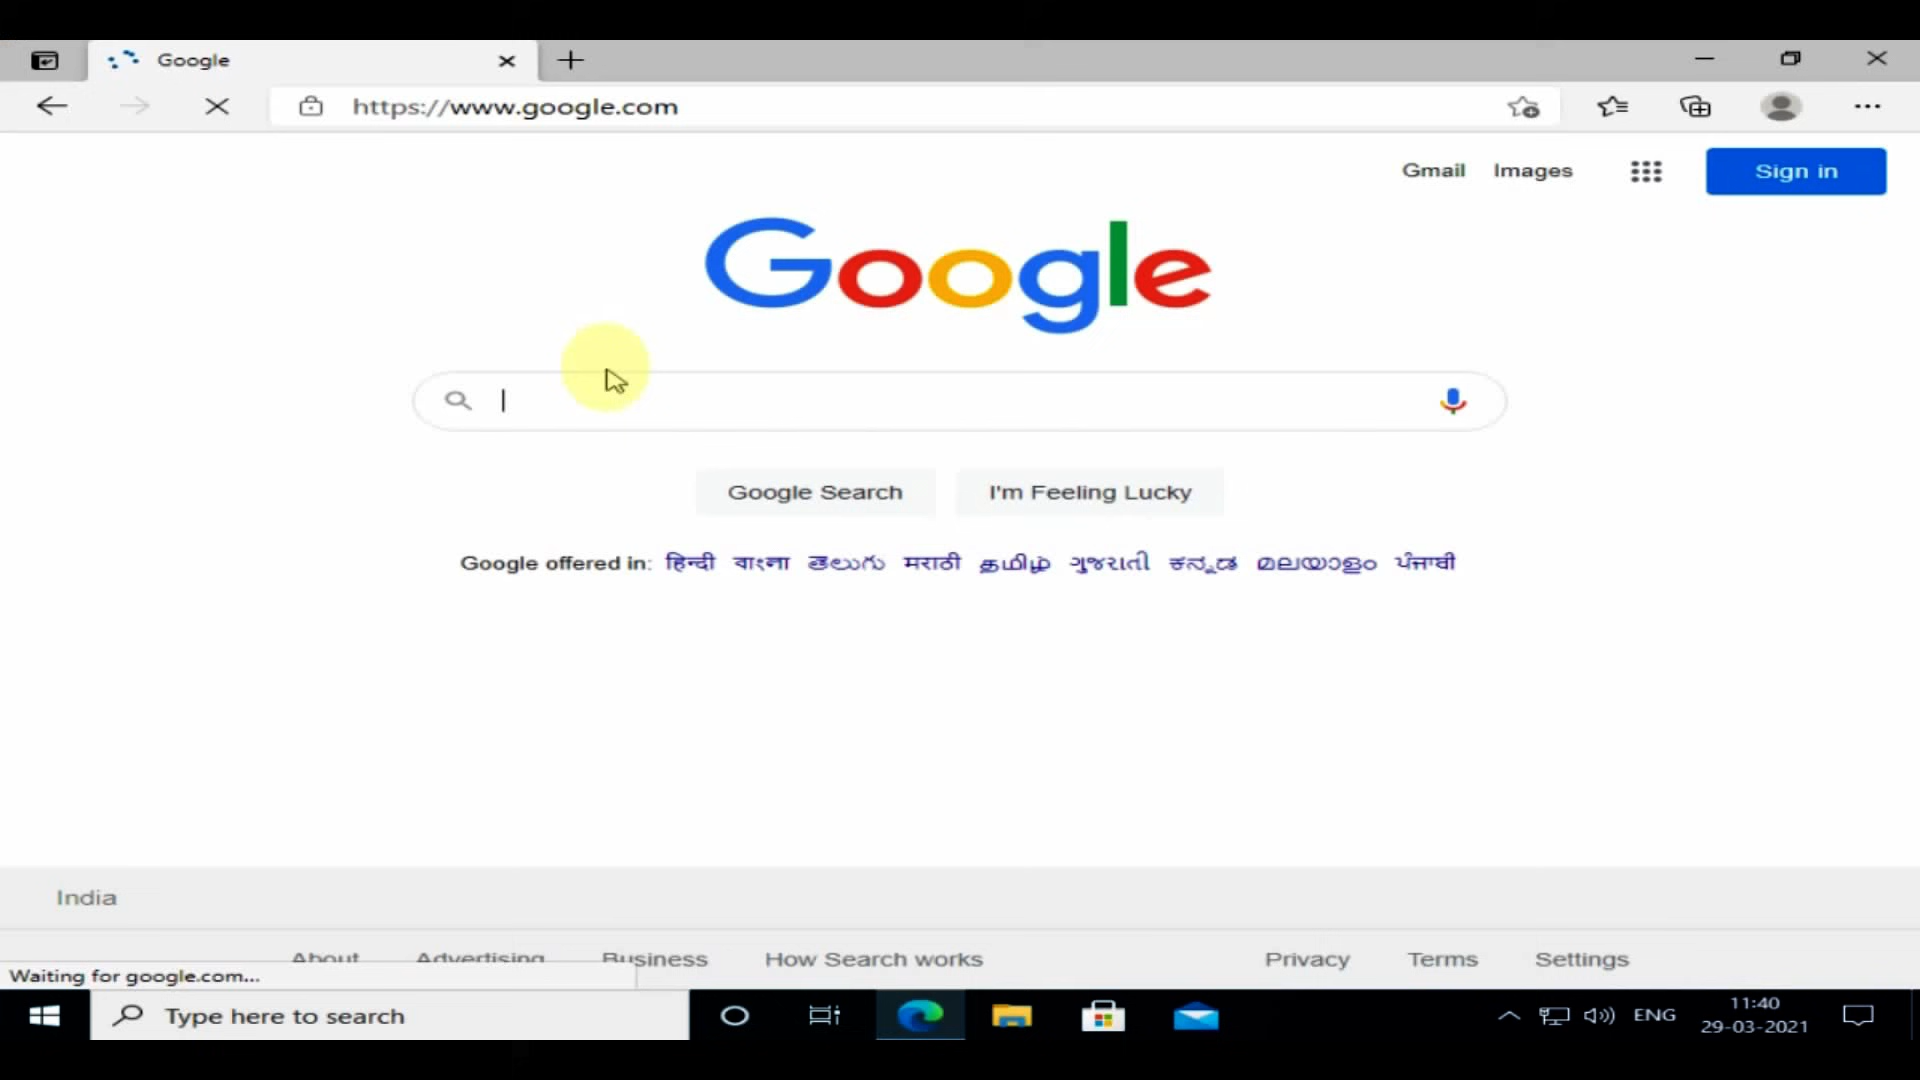 Google
https://www.google.com
Gmail Images Sign in
Google
Google Search I'm Feeling Lucky
Google offered in: हिन्दी বাংলা తెలుగు मराठी தமிழ் ગુજરાતી ಕನ್ನಡ മലയാളം ਪੰਜਾਬੀ
India
About Advertising Business How Search works Privacy Terms Settings
Waiting for google.com...
Type here to search ENG 11:40
29-03-2021